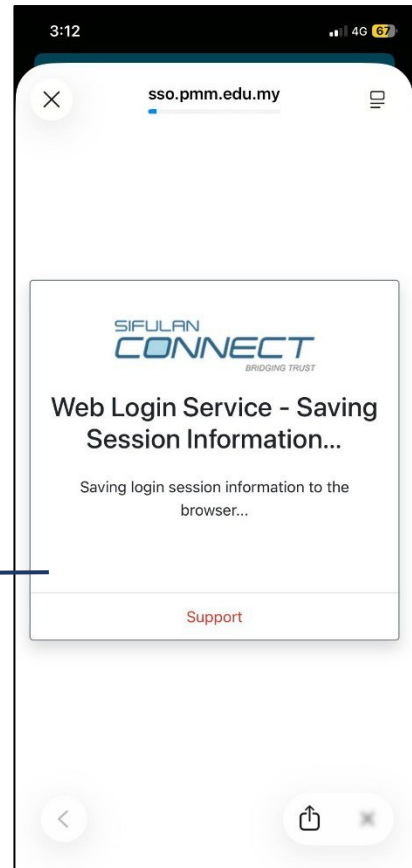 3:12
4G 67
sso.pmm.edu.my
SIFULAN
CONNECT
BRIDGING TRUST
Web Login Service - Saving
Session Information...
Saving login session information to the
browser...
Support